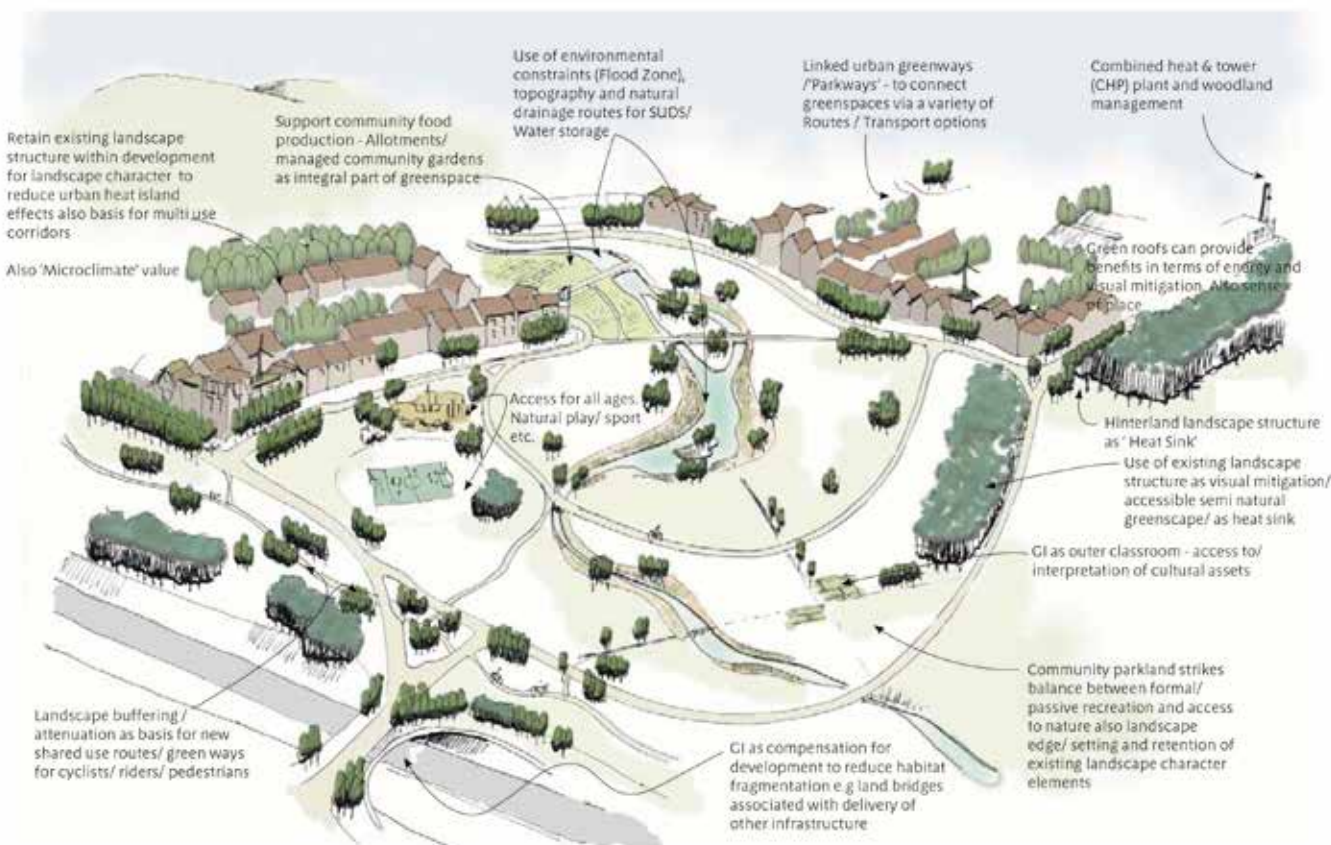 Use of environmental
constraints (Flood Zone),
topography and natural
drainage routes for SUDS/
Water storage
Linked urban greenways
/'Parkways' - to connect
greenspaces via a variety of
Routes / Transport options
Combined heat & tower
(CHP) plant and woodland
management
Retain existing landscape
structure within development
for landscape character to
reduce urban heat island
effects also basis for multi use
corridors
Also 'Microclimate' value
Support community food
production - Allotments/
managed community gardens
as integral part of greenspace
Green roofs can provide
benefits in terms of energy and
visual mitigation. Also sense
of place
Access for all ages.
Natural play/ sport
etc.
Hinterland landscape structure
as ' Heat Sink'
Use of existing landscape
structure as visual mitigation/
accessible semi natural
greenscape/ as heat sink
GI as outer classroom - access to/
interpretation of cultural assets
Community parkland strikes
balance between formal/
passive recreation and access
to nature also landscape
edge/ setting and retention of
existing landscape character
elements
Landscape buffering /
attenuation as basis for new
shared use routes/ green ways
for cyclists/ riders/ pedestrians
GI as compensation for
development to reduce habitat
fragmentation e.g land bridges
associated with delivery of
other infrastructure